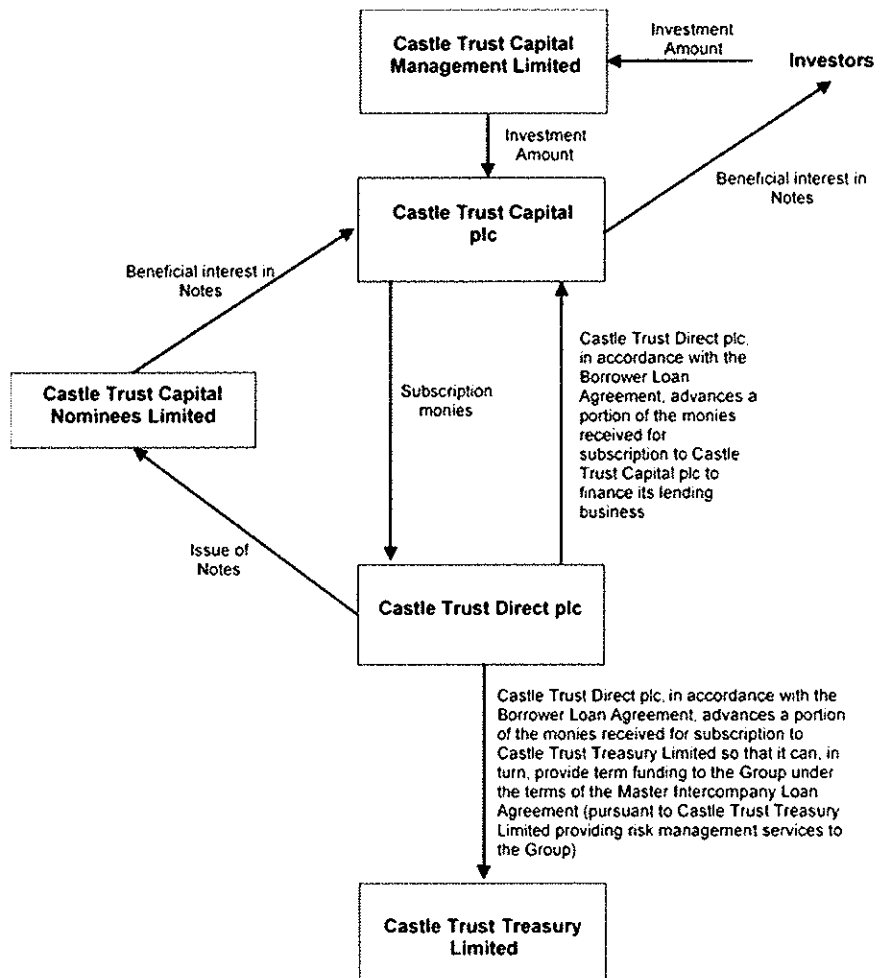 Castle Trust Capital
Management Limited
Investment
Amount
Investors
Investment
Amount
Castle Trust Capital
plc
Beneficial interest in
Notes
Beneficial interest in
Notes
Castle Trust Capital
Nominees Limited
Subscription
monies
Castle Trust Direct plc,
in accordance with the
Borrower Loan
Agreement, advances a
portion of the monies
received for
subscription to Castle
Trust Capital plc to
finance its lending
business
Issue of
Notes
Castle Trust Direct plc
Castle Trust Direct plc, in accordance with the
Borrower Loan Agreement, advances a portion
of the monies received for subscription to
Castle Trust Treasury Limited so that it can, in
turn, provide term funding to the Group under
the terms of the Master Intercompany Loan
Agreement (pursuant to Castle Trust Treasury
Limited providing risk management services to
the Group)
Castle Trust Treasury
Limited